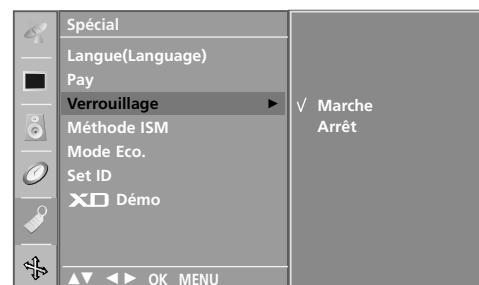 Spécial
Langue(Language)
Pay
Verrouillage ►
Méthode ISM
Mode Eco.
Set ID
XD Démo
√ Marche
Arrêt
▲▼ ◄► OK MENU